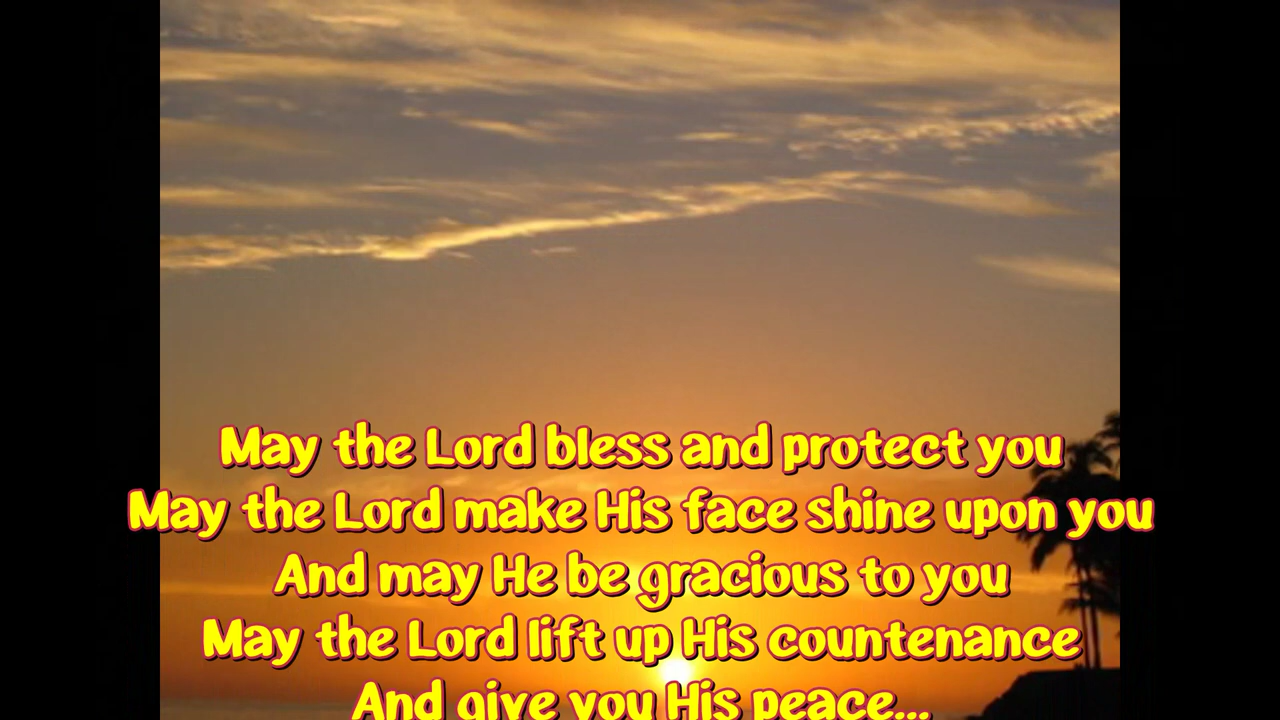 May the Lord bless and protect you
May the Lord make His face shine upon you
And may He be gracious to you
May the Lord lift up His countenance
And give you His peace...